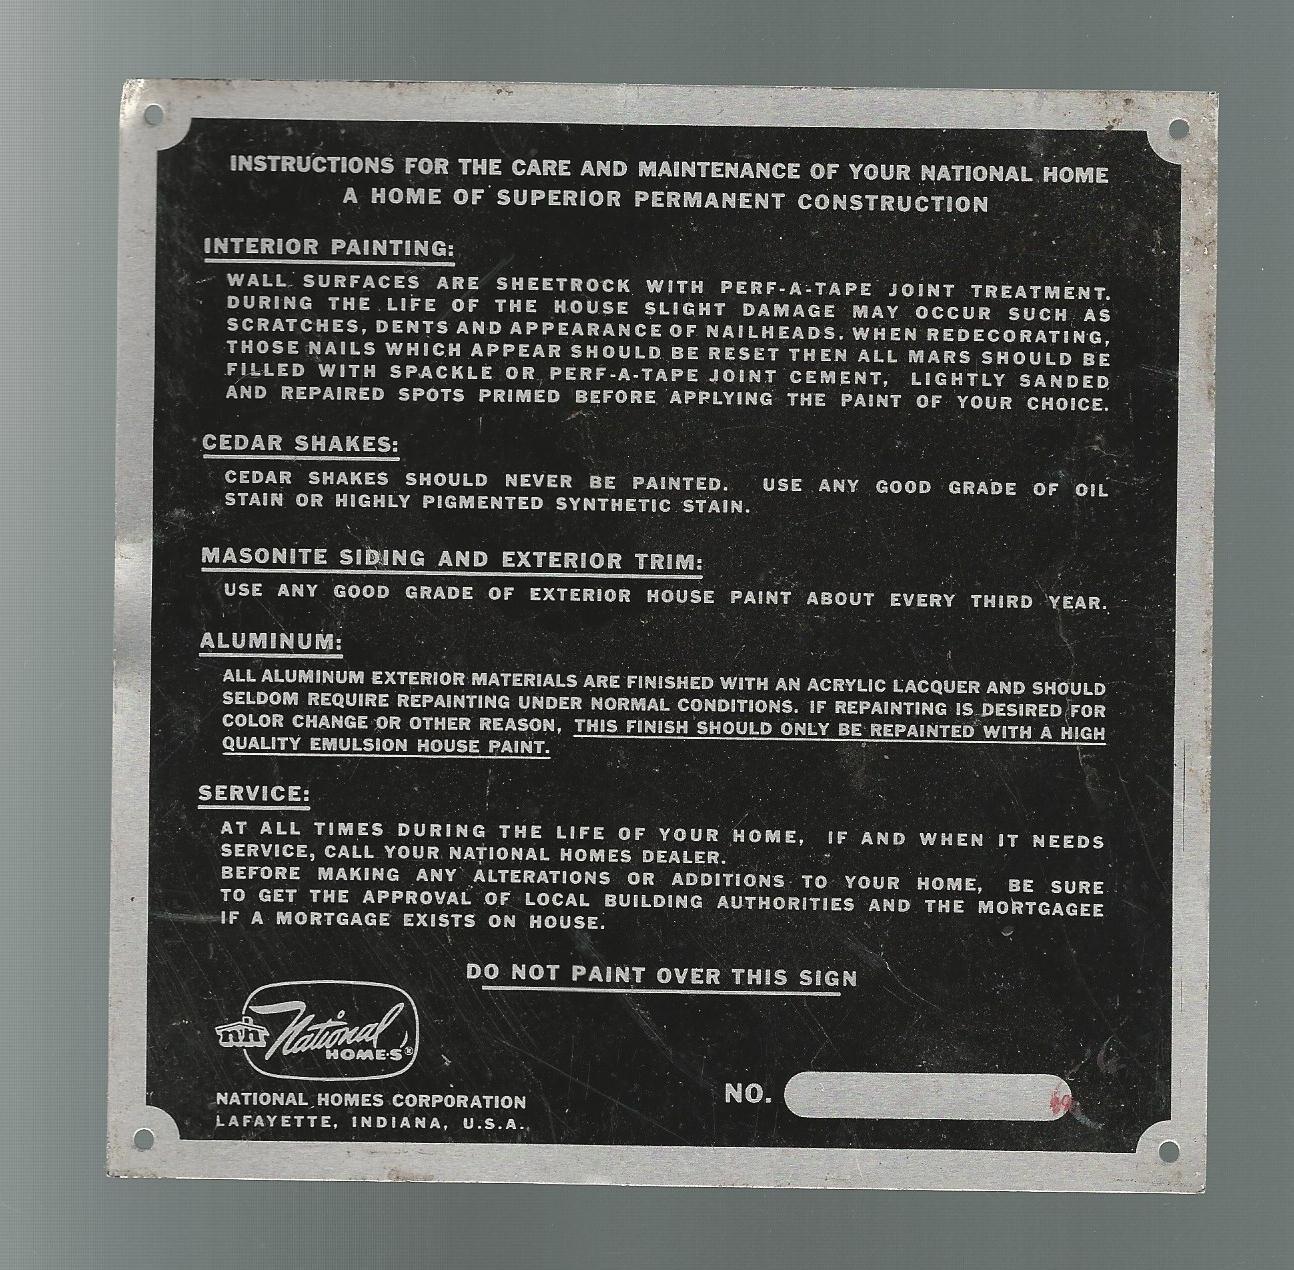 INSTRUCTIONS FOR THE CARE AND MAINTENANCE OF YOUR NATIONAL HOME
A HOME OF SUPERIOR PERMANENT CONSTRUCTION
INTERIOR PAINTING:
WALL SURFACES ARE SHEETROCK WITH PERF-A-TAPE JOINT TREATMENT.
DURING THE LIFE OF THE HOUSE SLIGHT DAMAGE MAY OCCUR SUCH AS
SCRATCHES, DENTS AND APPEARANCE OF NAILHEADS. WHEN REDECORATING,
THOSE NAILS WHICH APPEAR SHOULD BE RESET THEN ALL MARS SHOULD BE
FILLED WITH SPACKLE OR PERF-A-TAPE JOINT CEMENT, LIGHTLY SANDED
AND REPAIRED SPOTS PRIMED BEFORE APPLYING THE PAINT OF YOUR CHOICE.
CEDAR SHAKES:
CEDAR SHAKES SHOULD NEVER BE PAINTED. USE ANY GOOD GRADE OF OIL
STAIN OR HIGHLY PIGMENTED SYNTHETIC STAIN.
MASONITE SIDING AND EXTERIOR TRIM:
USE ANY GOOD GRADE OF EXTERIOR HOUSE PAINT ABOUT EVERY THIRD YEAR.
ALUMINUM:
ALL ALUMINUM EXTERIOR MATERIALS ARE FINISHED WITH AN ACRYLIC LACQUER AND SHOULD
SELDOM REQUIRE REPAINTING UNDER NORMAL CONDITIONS. IF REPAINTING IS DESIRED FOR
COLOR CHANGE OR OTHER REASON, THIS FINISH SHOULD ONLY BE REPAINTED WITH A HIGH
QUALITY EMULSION HOUSE PAINT.
SERVICE:
AT ALL TIMES DURING THE LIFE OF YOUR HOME, IF AND WHEN IT NEEDS
SERVICE, CALL YOUR NATIONAL HOMES DEALER.
BEFORE MAKING ANY ALTERATIONS OR ADDITIONS TO YOUR HOME, BE SURE
TO GET THE APPROVAL OF LOCAL BUILDING AUTHORITIES AND THE MORTGAGEE
IF A MORTGAGE EXISTS ON HOUSE.
DO NOT PAINT OVER THIS SIGN
nh National
HOMES®
NO.
NATIONAL HOMES CORPORATION
LAFAYETTE, INDIANA, U.S.A.